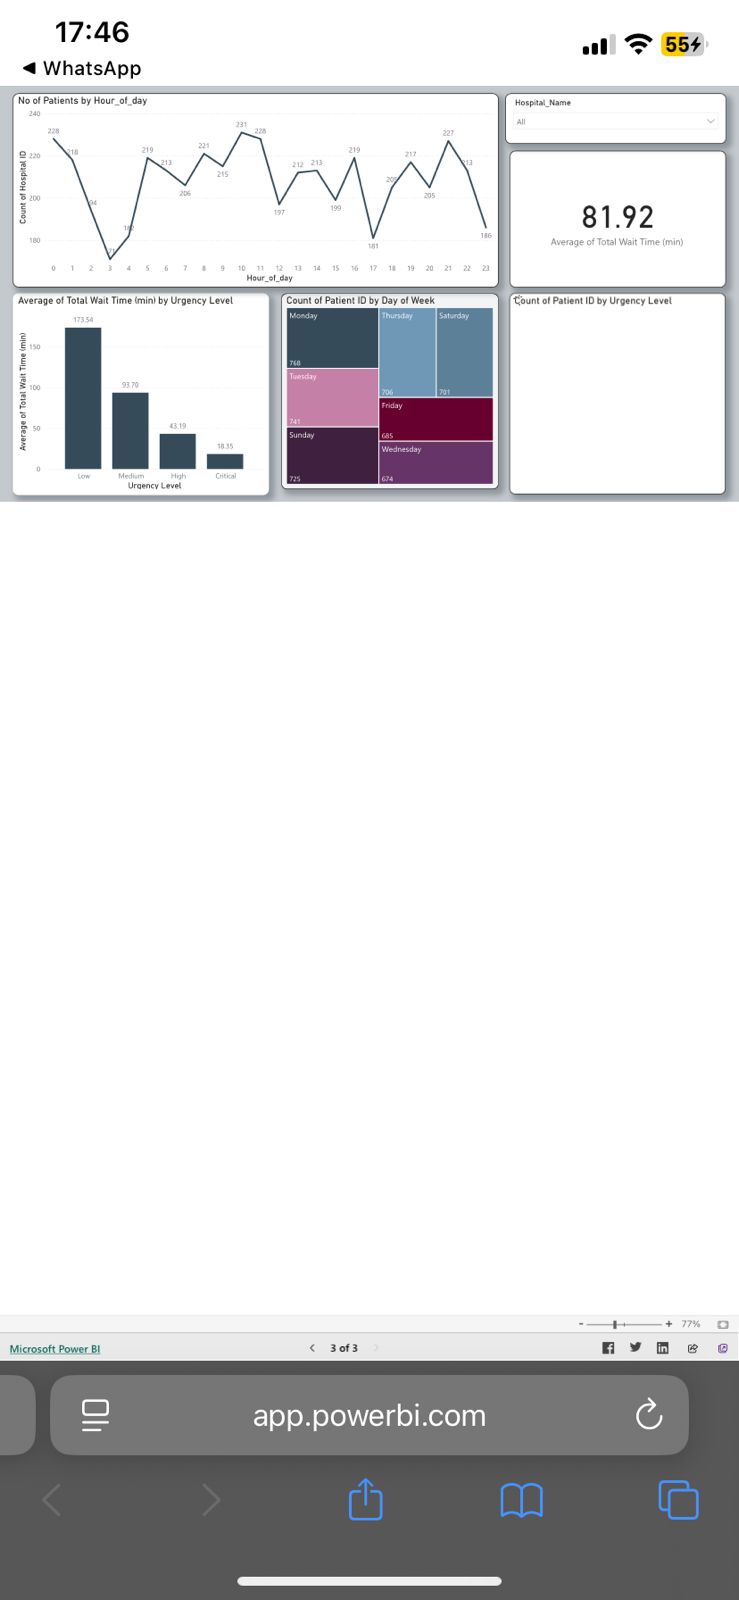 17:46
55
◀ WhatsApp
No of Patients by Hour_of_day
240
220
200
180
Count of Hospital ID
228
218
219
213
206
221
215
231
228
197
212
213
199
219
181
217
205
227
213
186
0 1 2 3 4 5 6 7 8 9 10 11 12 13 14 15 16 17 18 19 20 21 22 23
Hour_of_day
Hospital_Name
All
81.92
Average of Total Wait Time (min)
Average of Total Wait Time (min) by Urgency Level
Average of Total Wait Time (min)
150
100
50
0
173.54
93.70
43.19
18.35
Low Medium High Critical
Urgency Level
Count of Patient ID by Day of Week
Monday
768
Tuesday
741
Sunday
725
Thursday
706
Saturday
701
Friday
685
Wednesday
674
Count of Patient ID by Urgency Level
- + 77%
Microsoft Power BI
< 3 of 3 >
app.powerbi.com